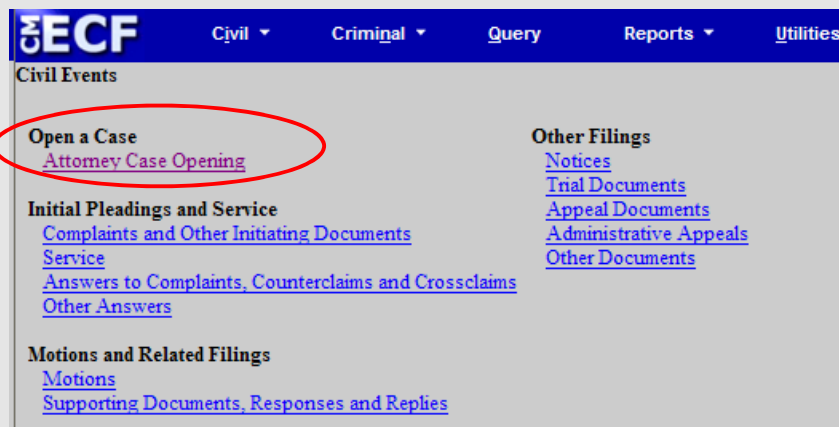 CM ECF Civil Criminal Query Reports Utilities
Civil Events
Open a Case
Attorney Case Opening
Initial Pleadings and Service
Complaints and Other Initiating Documents
Service
Answers to Complaints, Counterclaims and Crossclaims
Other Answers
Motions and Related Filings
Motions
Supporting Documents, Responses and Replies
Other Filings
Notices
Trial Documents
Appeal Documents
Administrative Appeals
Other Documents